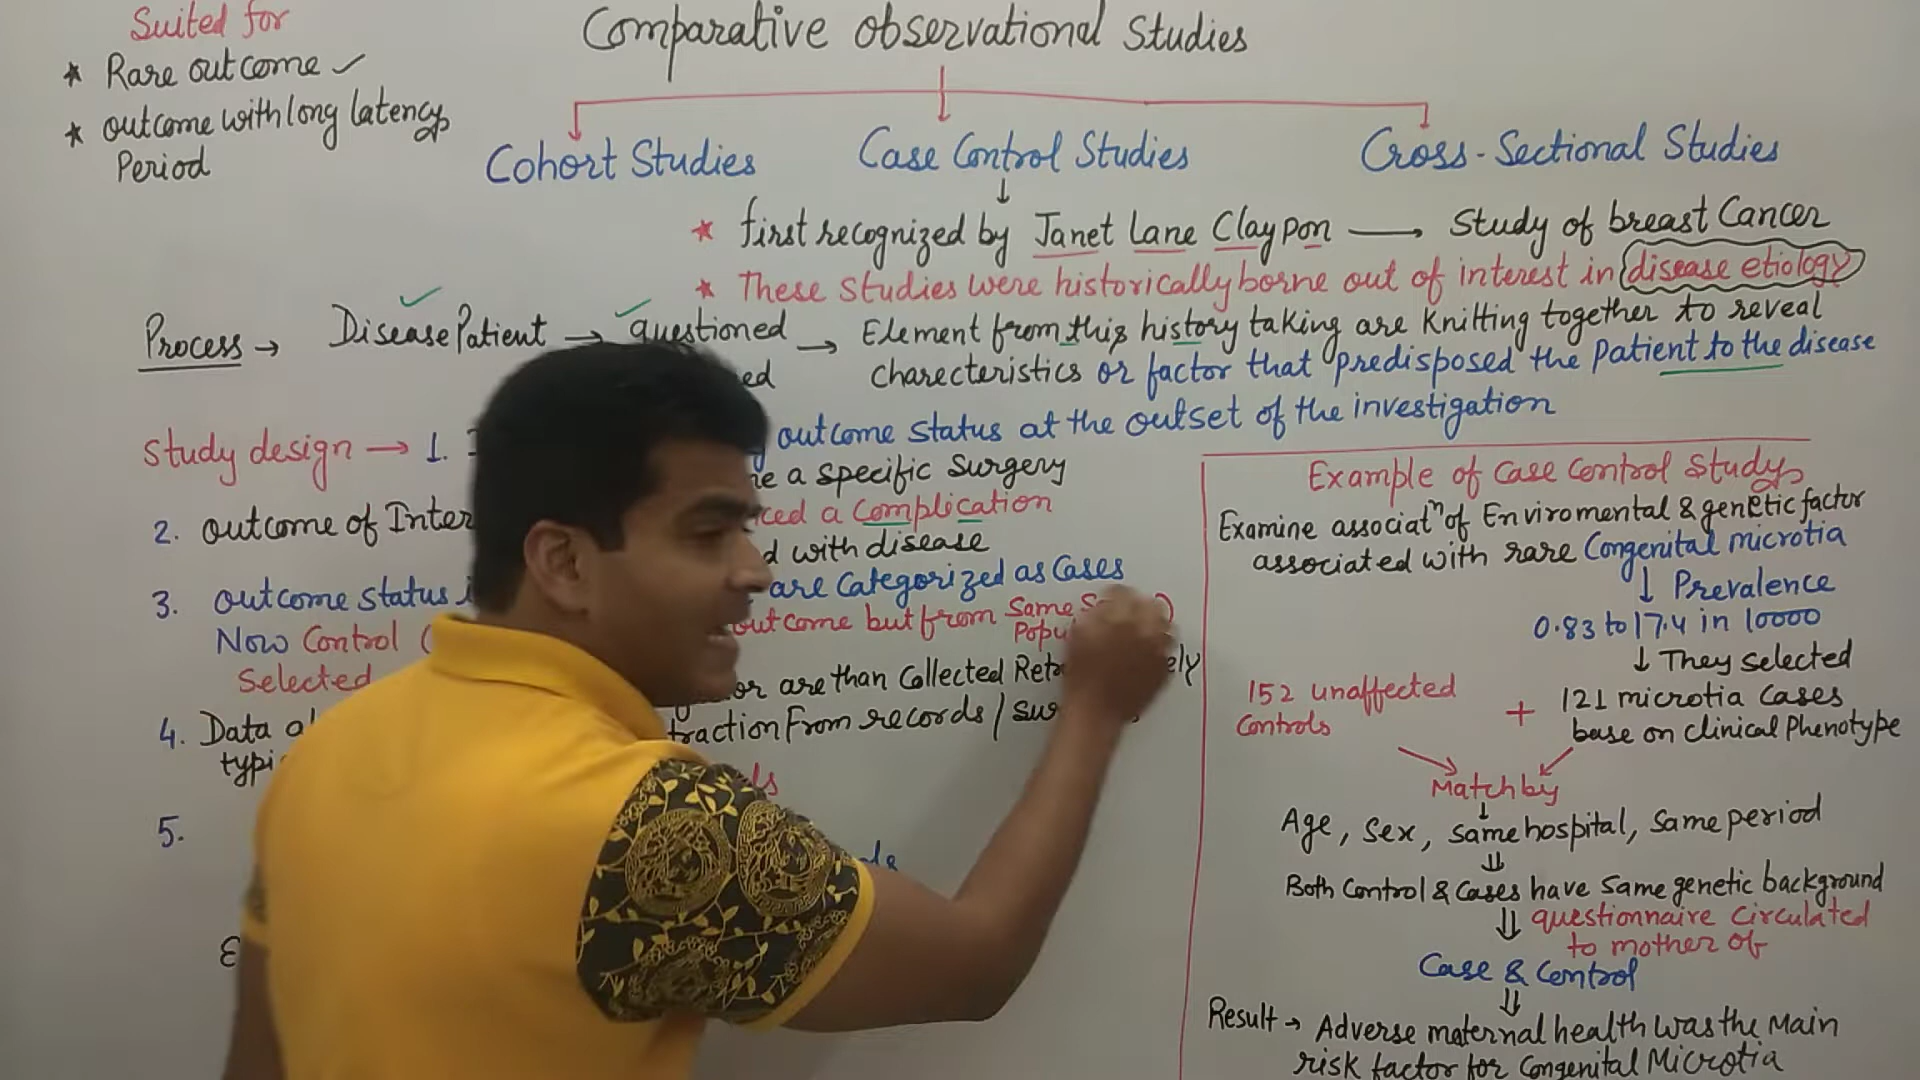 Suited for
* Rare outcome ✓
* outcome with long latency
Period
Comparative Observational Studies
Cohort Studies
Case Control Studies
Cross-Sectional Studies
* first recognized by Janet Lane Claypon → Study of breast Cancer
* These studies were historically borne out of interest in disease etiology
Process → Disease Patient → questioned → Element from this history taking are Knitting together to reveal
charecteristics or factor that predisposed the patient to the disease
Study design → 1. outcome status at the outset of the investigation
a specific Surgery
2. outcome of a complication
with disease
3. outcome status are Categorized as Cases
Now Control outcome but from Same
Selected
4. Data are than Collected
From records /
5.
Example of Case Control Study
Examine associatⁿ of Enviromental & genetic factor
associated with rare Congenital microtia
↓ Prevalence
0.83 to 17.4 in 10000
↓ They selected
152 unaffected
Controls
+
121 microtia Cases
base on clinical Phenotype
Match by
↓
Age, Sex, same hospital, same period
⇓
Both Control & Cases have same genetic background
⇓ questionnaire Circulated
to mother of
Case & Control
⇓
Result → Adverse maternal health was the Main
risk factor for Congenital Microtia